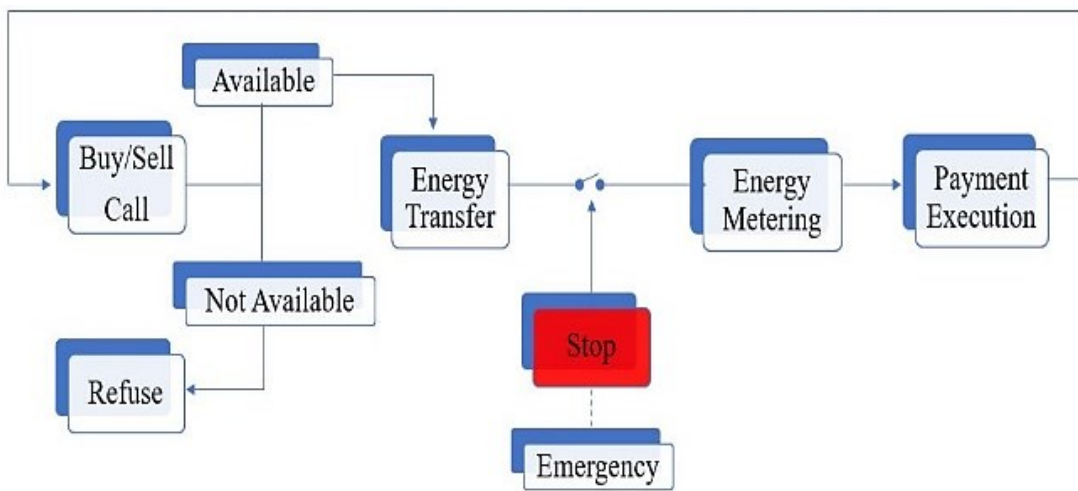 Available
Buy/Sell
Call
Energy
Transfer
Energy
Metering
Payment
Execution
Not Available
Stop
Refuse
Emergency